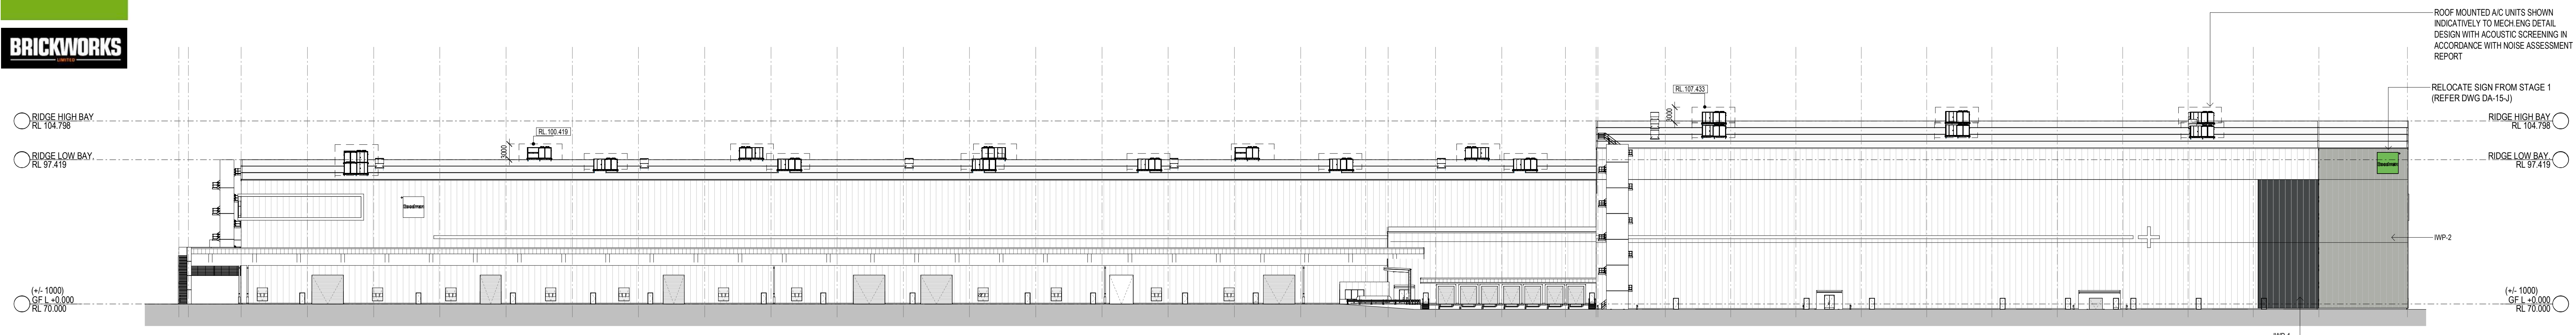 BRICKWORKS
LIMITED
ROOF MOUNTED A/C UNITS SHOWN
INDICATIVELY TO MECH.ENG DETAIL
DESIGN WITH ACOUSTIC SCREENING IN
ACCORDANCE WITH NOISE ASSESSMENT
REPORT
RELOCATE SIGN FROM STAGE 1
(REFER DWG DA-15-J)
RL.107.433
3000
RIDGE HIGH BAY
RL 104.798
RIDGE HIGH BAY
RL 104.798
RL.100.419
3000
RIDGE LOW BAY
RL 97.419
RIDGE LOW BAY
RL 97.419
Goodman
Goodman
IWP-2
(+/- 1000)
GF L +0.000
RL 70.000
(+/- 1000)
GF L +0.000
RL 70.000